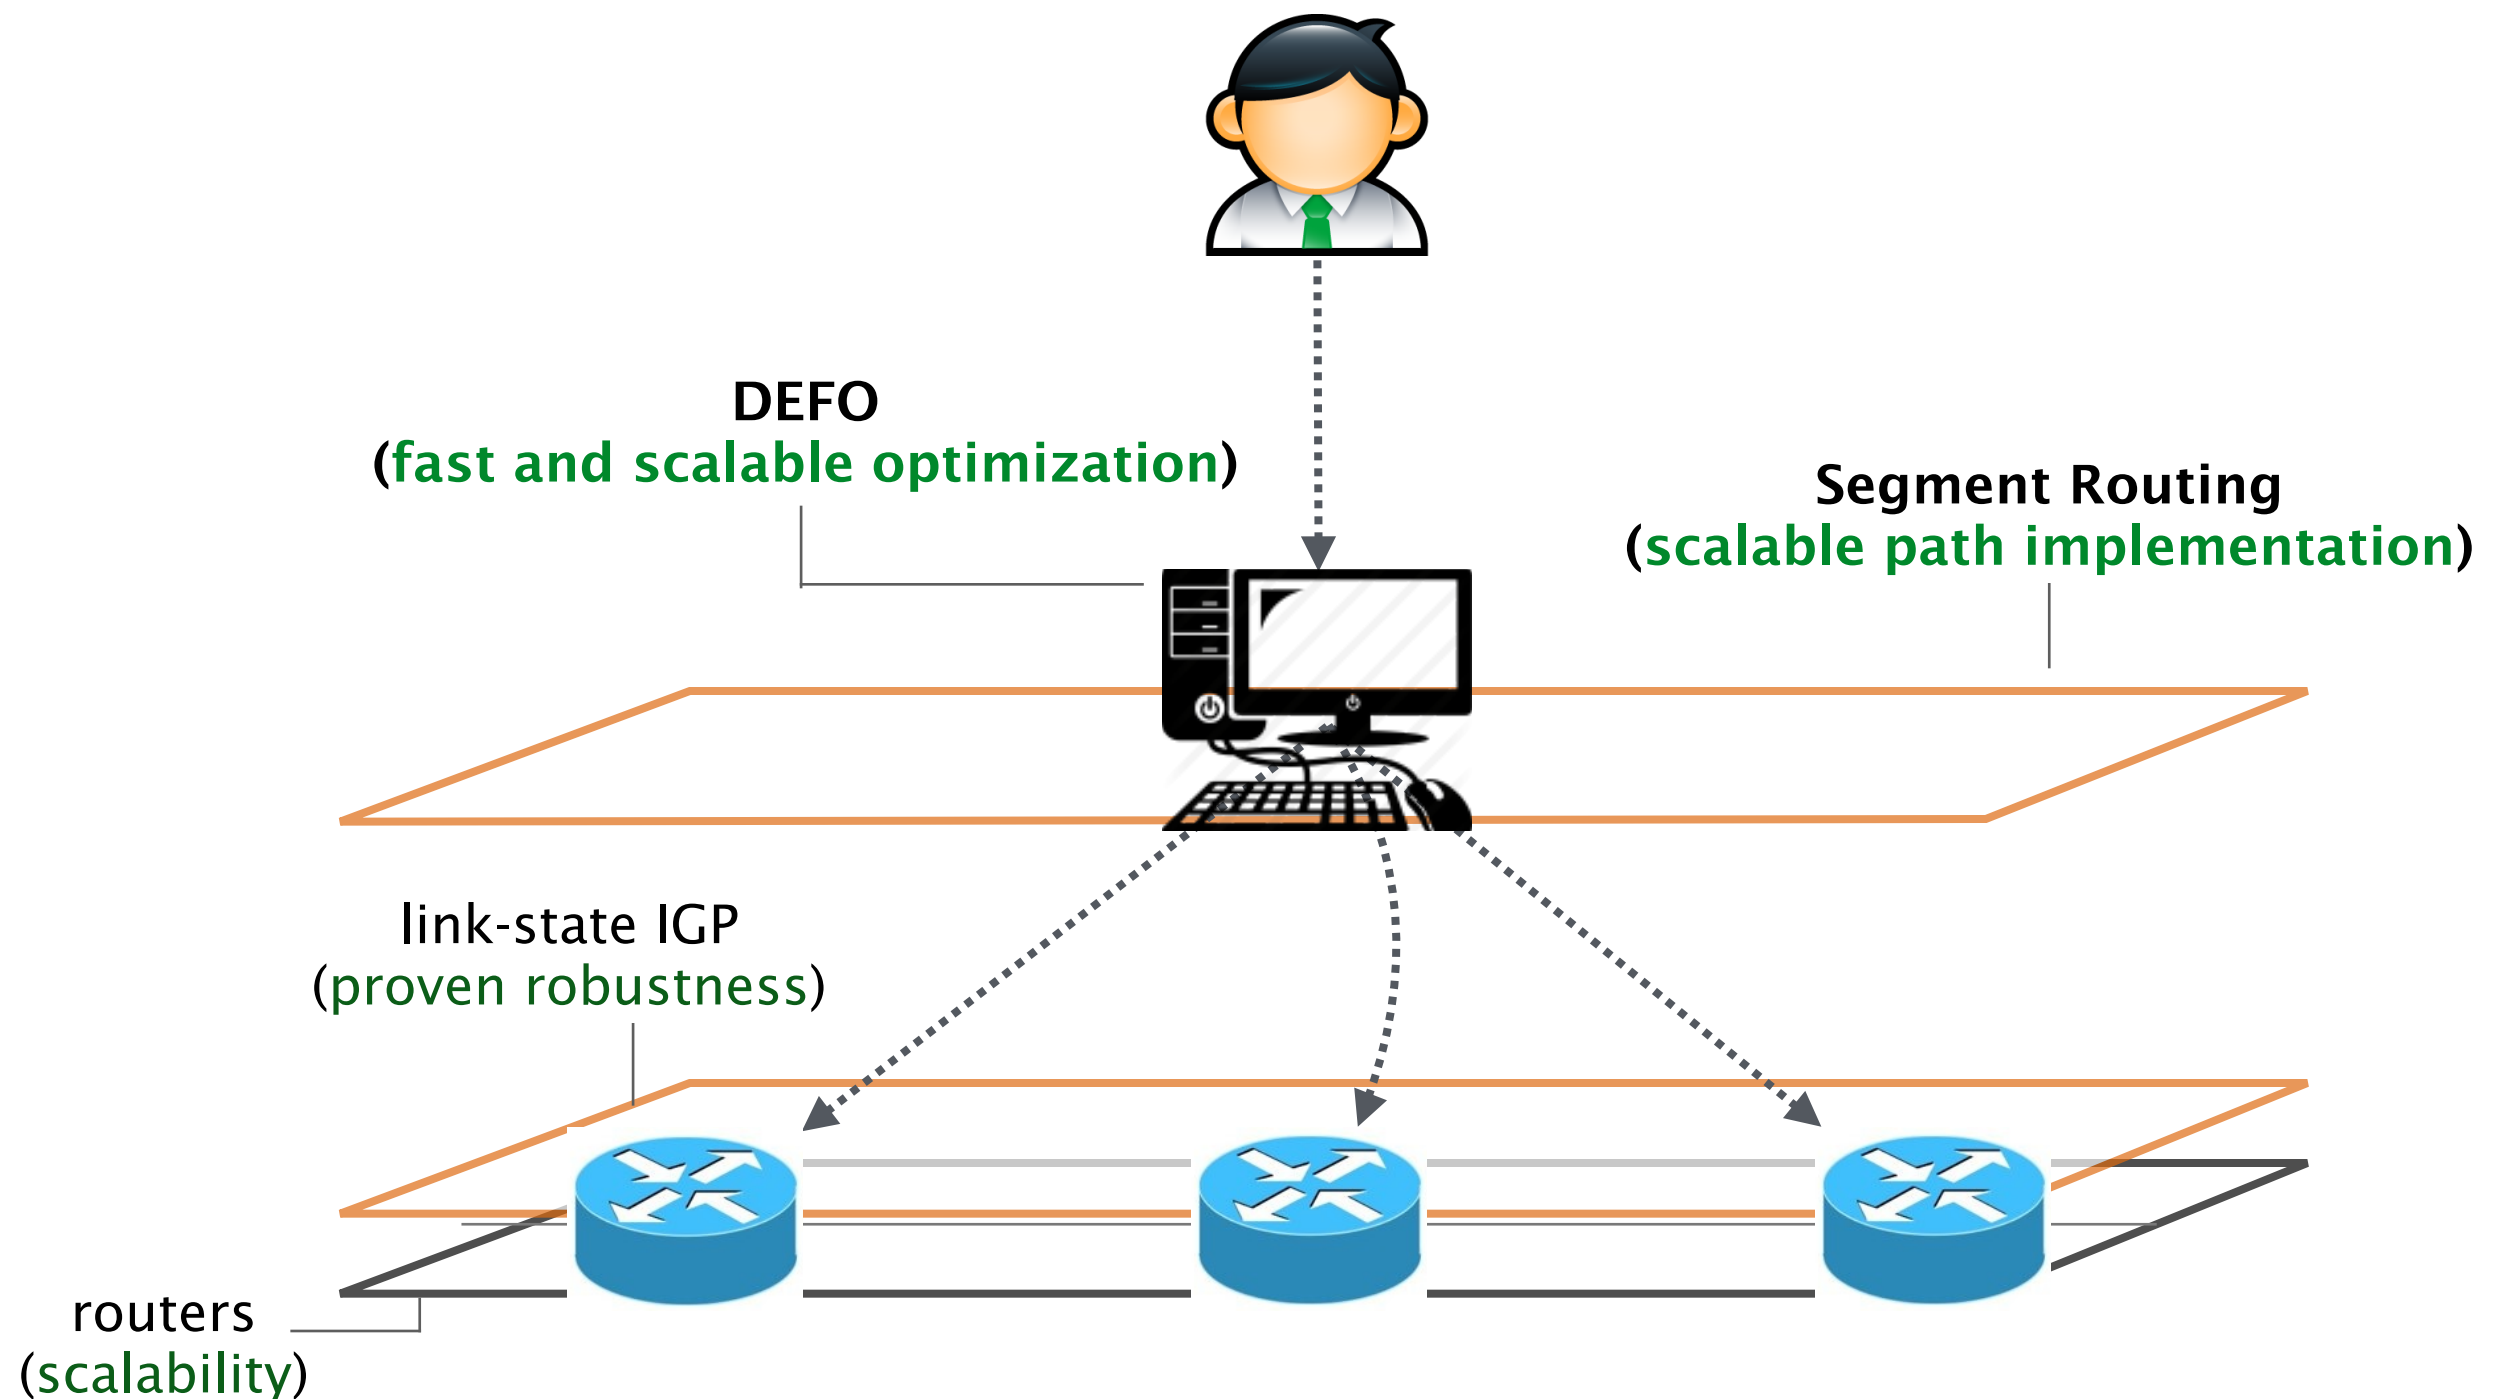 DEFO
(fast and scalable optimization)
Segment Routing
(scalable path implementation)
link-state IGP
(proven robustness)
routers
(scalability)